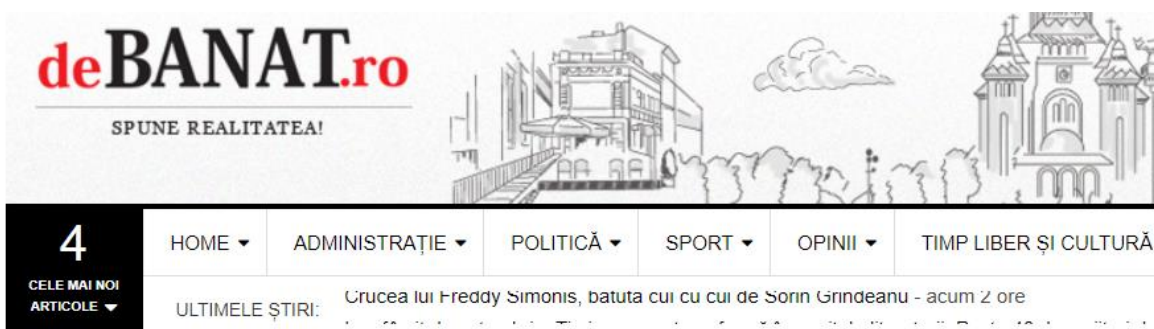 deBANAT.ro
SPUNE REALITATEA!
4
CELE MAI NOI
ARTICOLE
HOME
ADMINISTRAȚIE
POLITICĂ
SPORT
OPINII
TIMP LIBER ȘI CULTURĂ
ULTIMELE ȘTIRI:
Crucea lui Freddy Simonis, bătută cui cu cui de Sorin Grindeanu - acum 2 ore